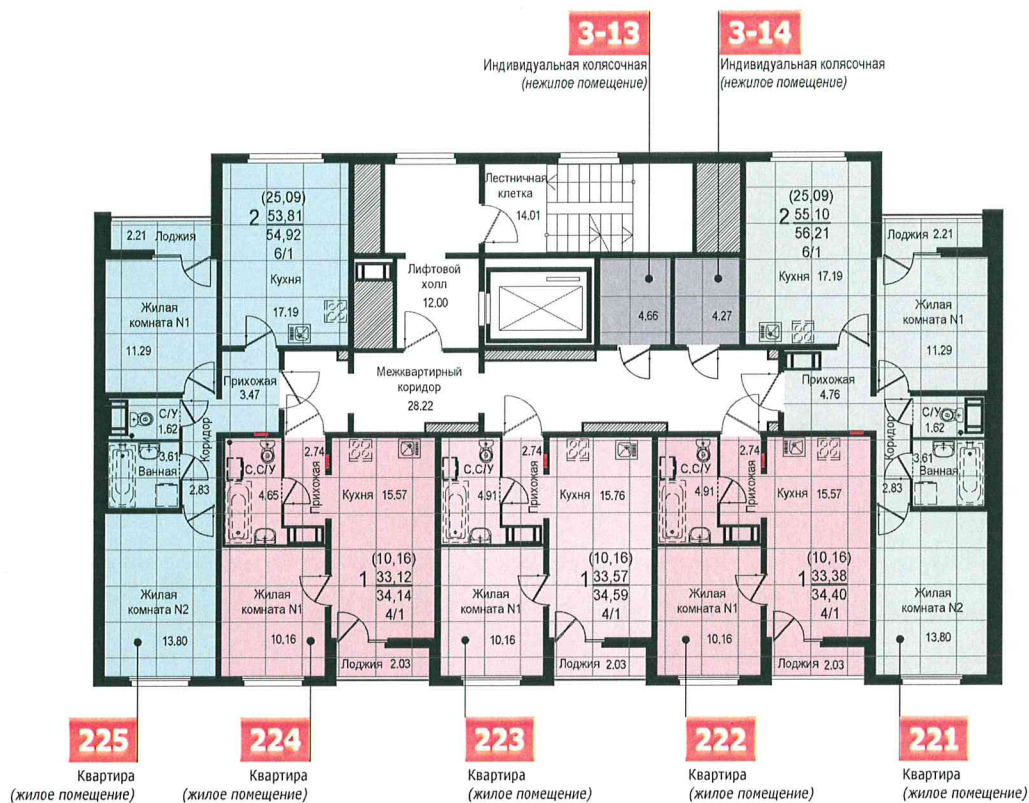 3-13
3-14
Индивидуальная колясочная
(нежилое помещение)
Индивидуальная колясочная
(нежилое помещение)
(25,09)
2 53,81
54,92
6/1
Кухня
17.19
Лестничная
клетка
14.01
(25,09)
2 55,10
56,21
6/1
Кухня 17.19
2.21 Лоджия
Лоджия 2.21
Лифтовой
холл
12.00
4.66
4.27
Жилая
комната N1
11.29
Жилая
комната N1
11.29
Прихожая
3.47
Межквартирный
коридор
28.22
Прихожая
4.76
С/У
1.62
Коридор
3.61
Ванная
2.83
С/У
1.62
Коридор
3.61
Ванная
2.83
С.С/У
4.65
2.74
Прихожая
Кухня 15.57
С.С/У
4.91
2.74
Прихожая
Кухня 15.76
С.С/У
4.91
2.74
Прихожая
Кухня 15.57
(10,16)
1 33,12
34,14
4/1
(10,16)
1 33,57
34,59
4/1
(10,16)
1 33,38
34,40
4/1
Жилая
комната N2
13.80
Жилая
комната N1
10.16
Жилая
комната N1
10.16
Жилая
комната N1
10.16
Жилая
комната N2
13.80
Лоджия 2.03
Лоджия 2.03
Лоджия 2.03
225
Квартира
(жилое помещение)
224
Квартира
(жилое помещение)
223
Квартира
(жилое помещение)
222
Квартира
(жилое помещение)
221
Квартира
(жилое помещение)